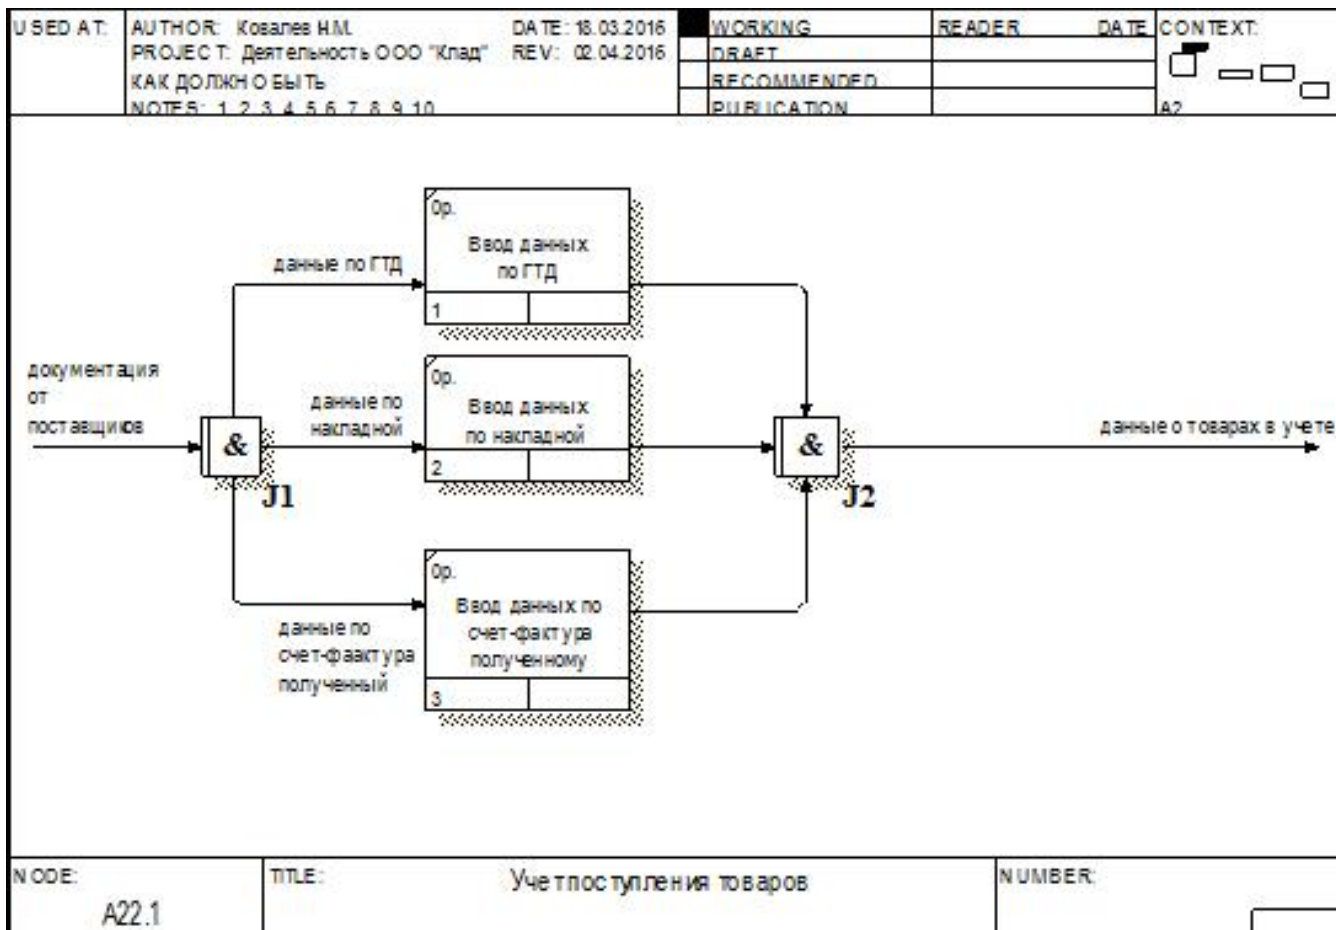 USED AT:
AUTHOR: Ковалев Н.М.
DATE: 18.03.2016
PROJECT: Деятельность ООО "Клад"
REV: 02.04.2016
КАК ДОЛЖНО БЫТЬ
NOTES: 1 2 3 4 5 6 7 8 9 10
WORKING
DRAFT
RECOMMENDED
PUBLICATION
READER
DATE
CONTEXT:
A2
0р.
Ввод данных
по ГТД
1
данные по ГТД
документация
от
поставщиков
&
J1
данные по
накладной
0р.
Ввод данных
по накладной
2
&
J2
данные о товарах в учете
данные по
счет-фаактура
полученный
0р.
Ввод данных по
счет-фактура
полученному
3
NODE:
A22.1
TITLE:
Учет поступления товаров
NUMBER: